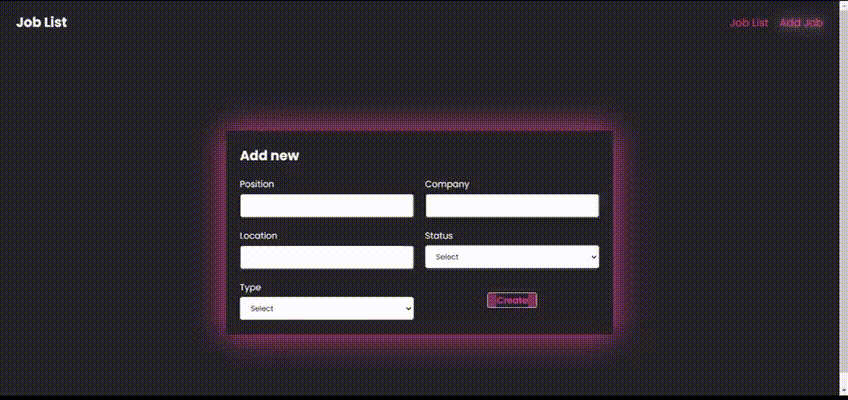 Job List
Job List Add Job
Add new
Position Company
Location Status
Select
Type
Select
Create